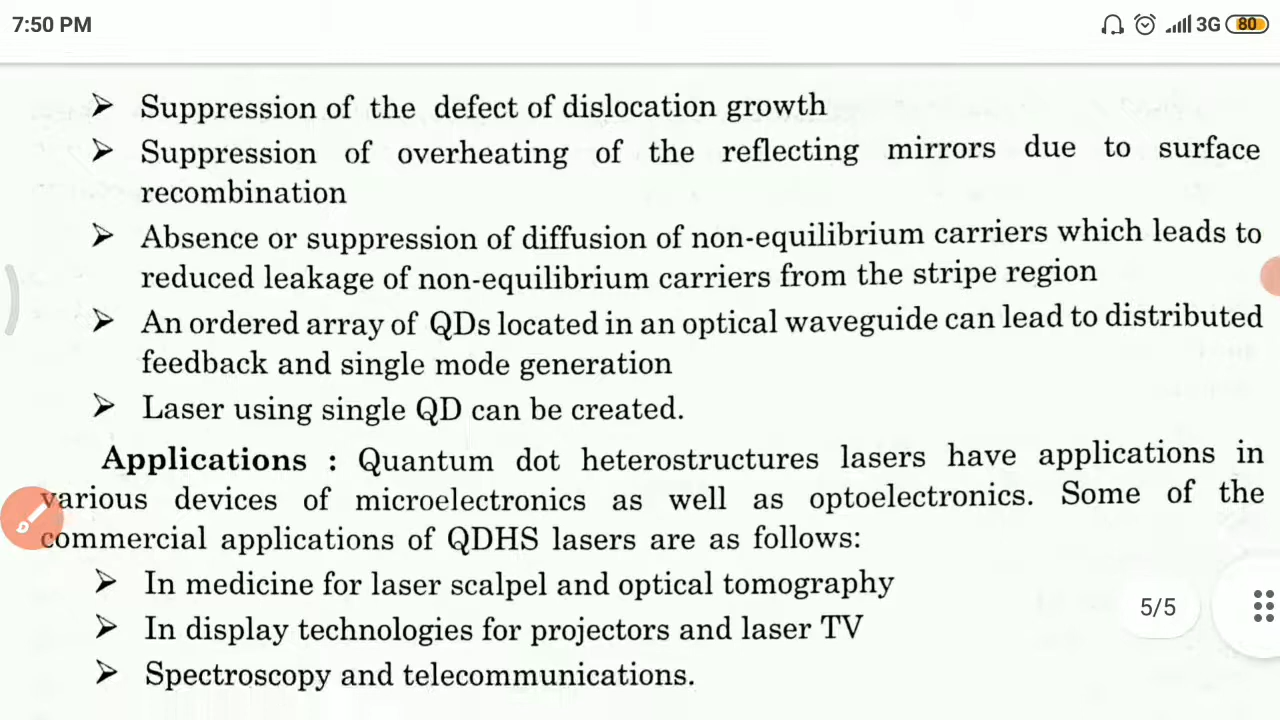 7:50 PM
3G 80
➢ Suppression of the defect of dislocation growth
➢ Suppression of overheating of the reflecting mirrors due to surface
recombination
➢ Absence or suppression of diffusion of non-equilibrium carriers which leads to
reduced leakage of non-equilibrium carriers from the stripe region
➢ An ordered array of QDs located in an optical waveguide can lead to distributed
feedback and single mode generation
➢ Laser using single QD can be created.
Applications : Quantum dot heterostructures lasers have applications in
various devices of microelectronics as well as optoelectronics. Some of the
commercial applications of QDHS lasers are as follows:
➢ In medicine for laser scalpel and optical tomography
5/5
➢ In display technologies for projectors and laser TV
➢ Spectroscopy and telecommunications.